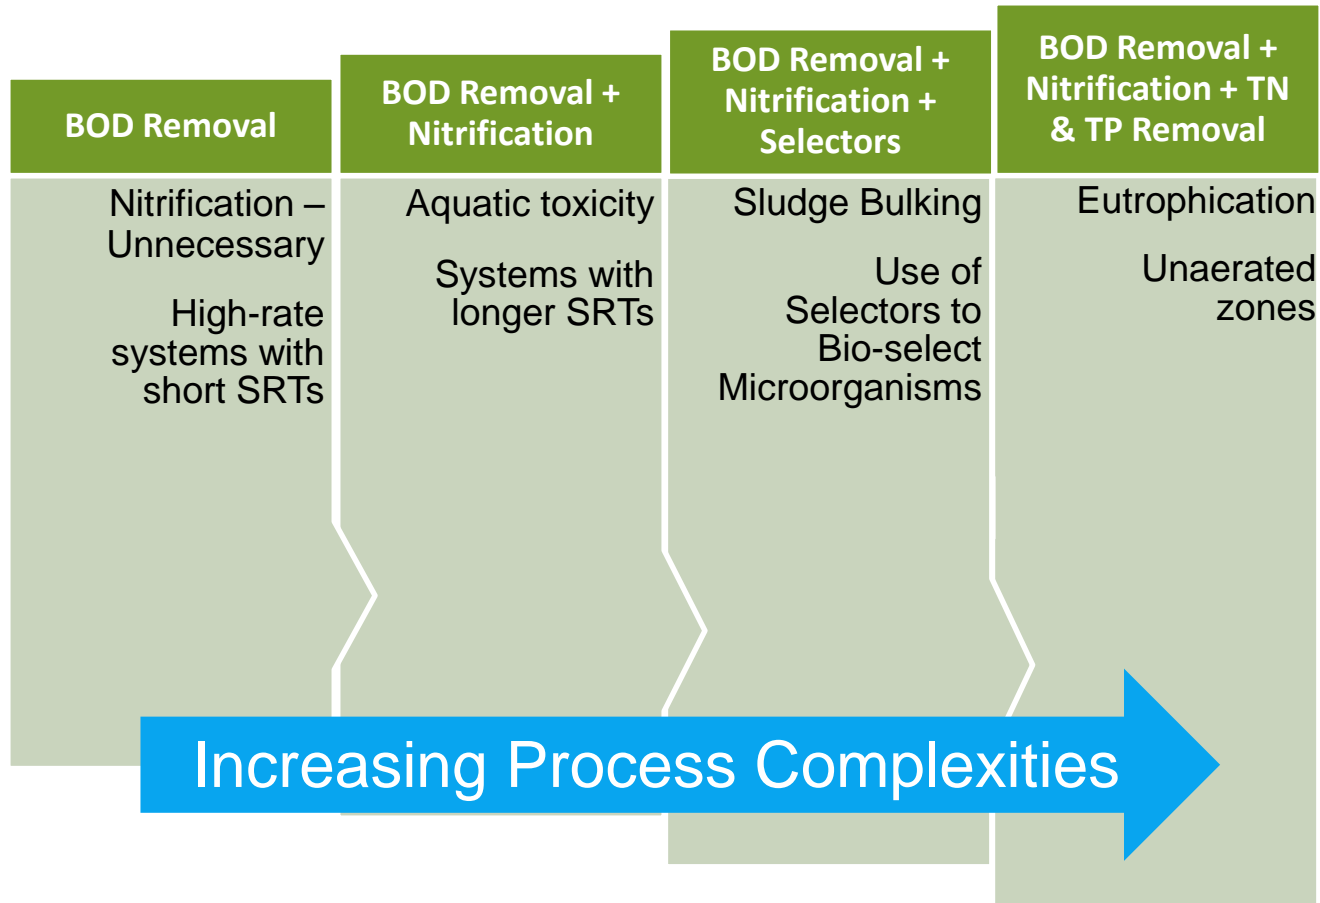 BOD Removal
Nitrification –
Unnecessary
High-rate
systems with
short SRTs
BOD Removal +
Nitrification
Aquatic toxicity
Systems with
longer SRTs
BOD Removal +
Nitrification +
Selectors
Sludge Bulking
Use of
Selectors to
Bio-select
Microorganisms
BOD Removal +
Nitrification + TN
& TP Removal
Eutrophication
Unaerated
zones
Increasing Process Complexities